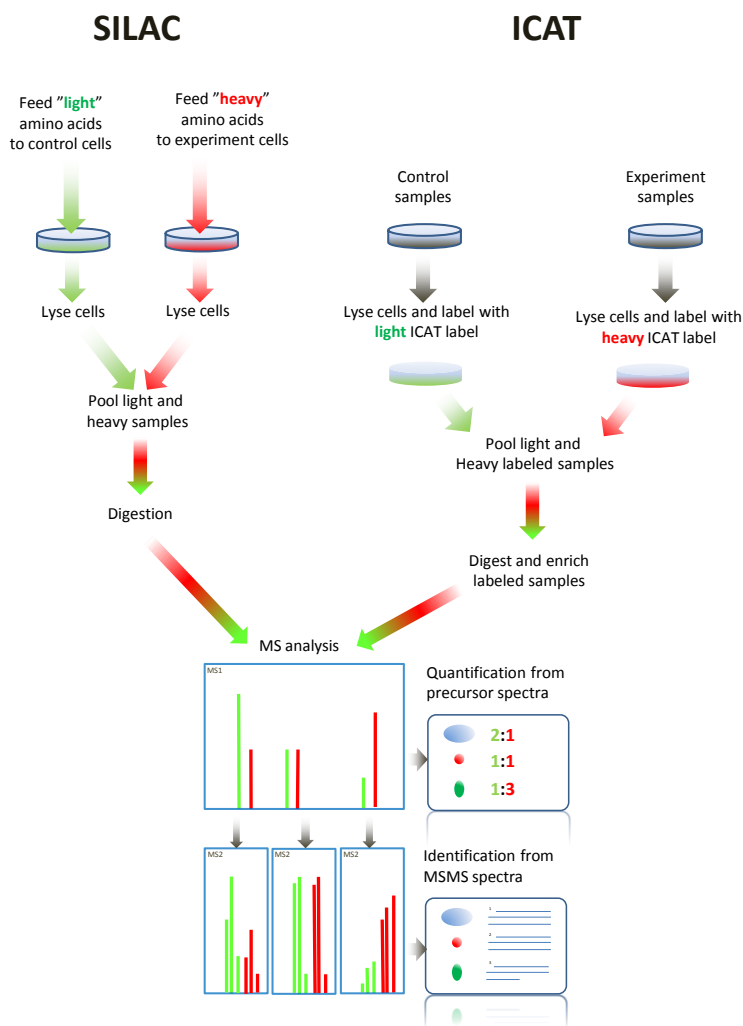 SILAC
ICAT
Feed "light"
amino acids
to control cells
Feed "heavy"
amino acids
to experiment cells
Control
samples
Experiment
samples
Lyse cells
Lyse cells
Lyse cells and label with
light ICAT label
Lyse cells and label with
heavy ICAT label
Pool light and
heavy samples
Pool light and
Heavy labeled samples
Digestion
Digest and enrich
labeled samples
MS analysis
MS1
Quantification from
precursor spectra
2:1
1:1
1:3
MS2
MS2
MS2
Identification from
MSMS spectra
1
2
3